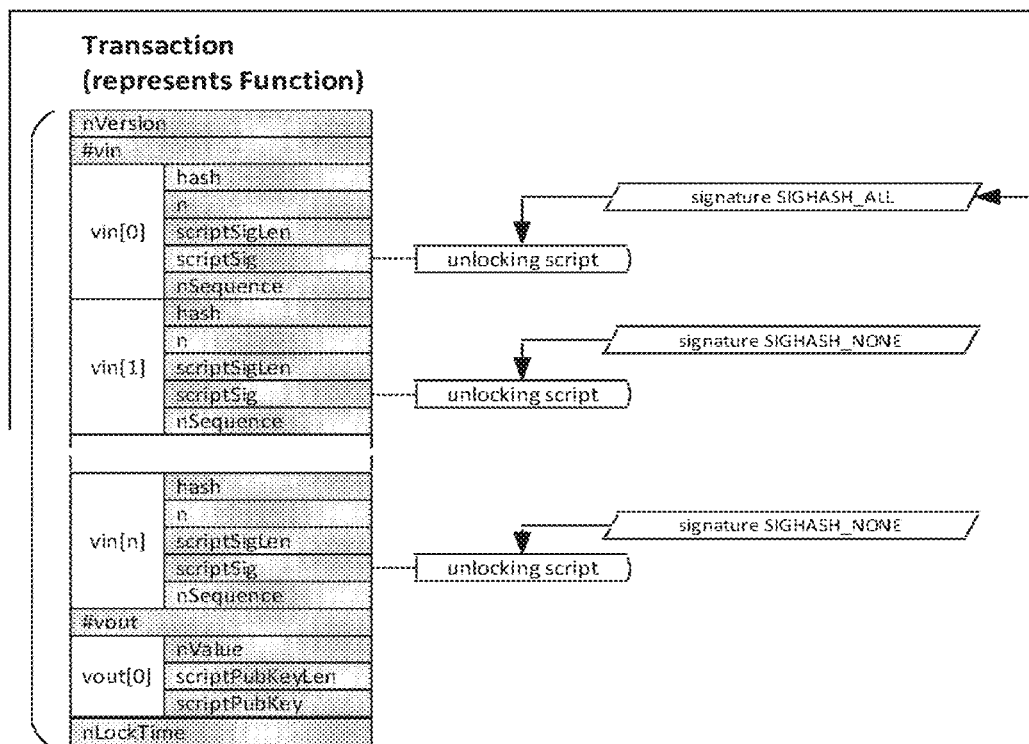 Transaction
(represents Function)
nVersion
#vin
vin[0]
hash
n
scriptSigLen
scriptSig
nSequence
signature SIGHASH_ALL
unlocking script
vin[1]
hash
n
scriptSigLen
scriptSig
nSequence
signature SIGHASH_NONE
unlocking script
vin[n]
hash
n
scriptSigLen
scriptSig
nSequence
signature SIGHASH_NONE
unlocking script
#vout
vout[0]
nValue
scriptPubKeyLen
scriptPubKey
nLockTime